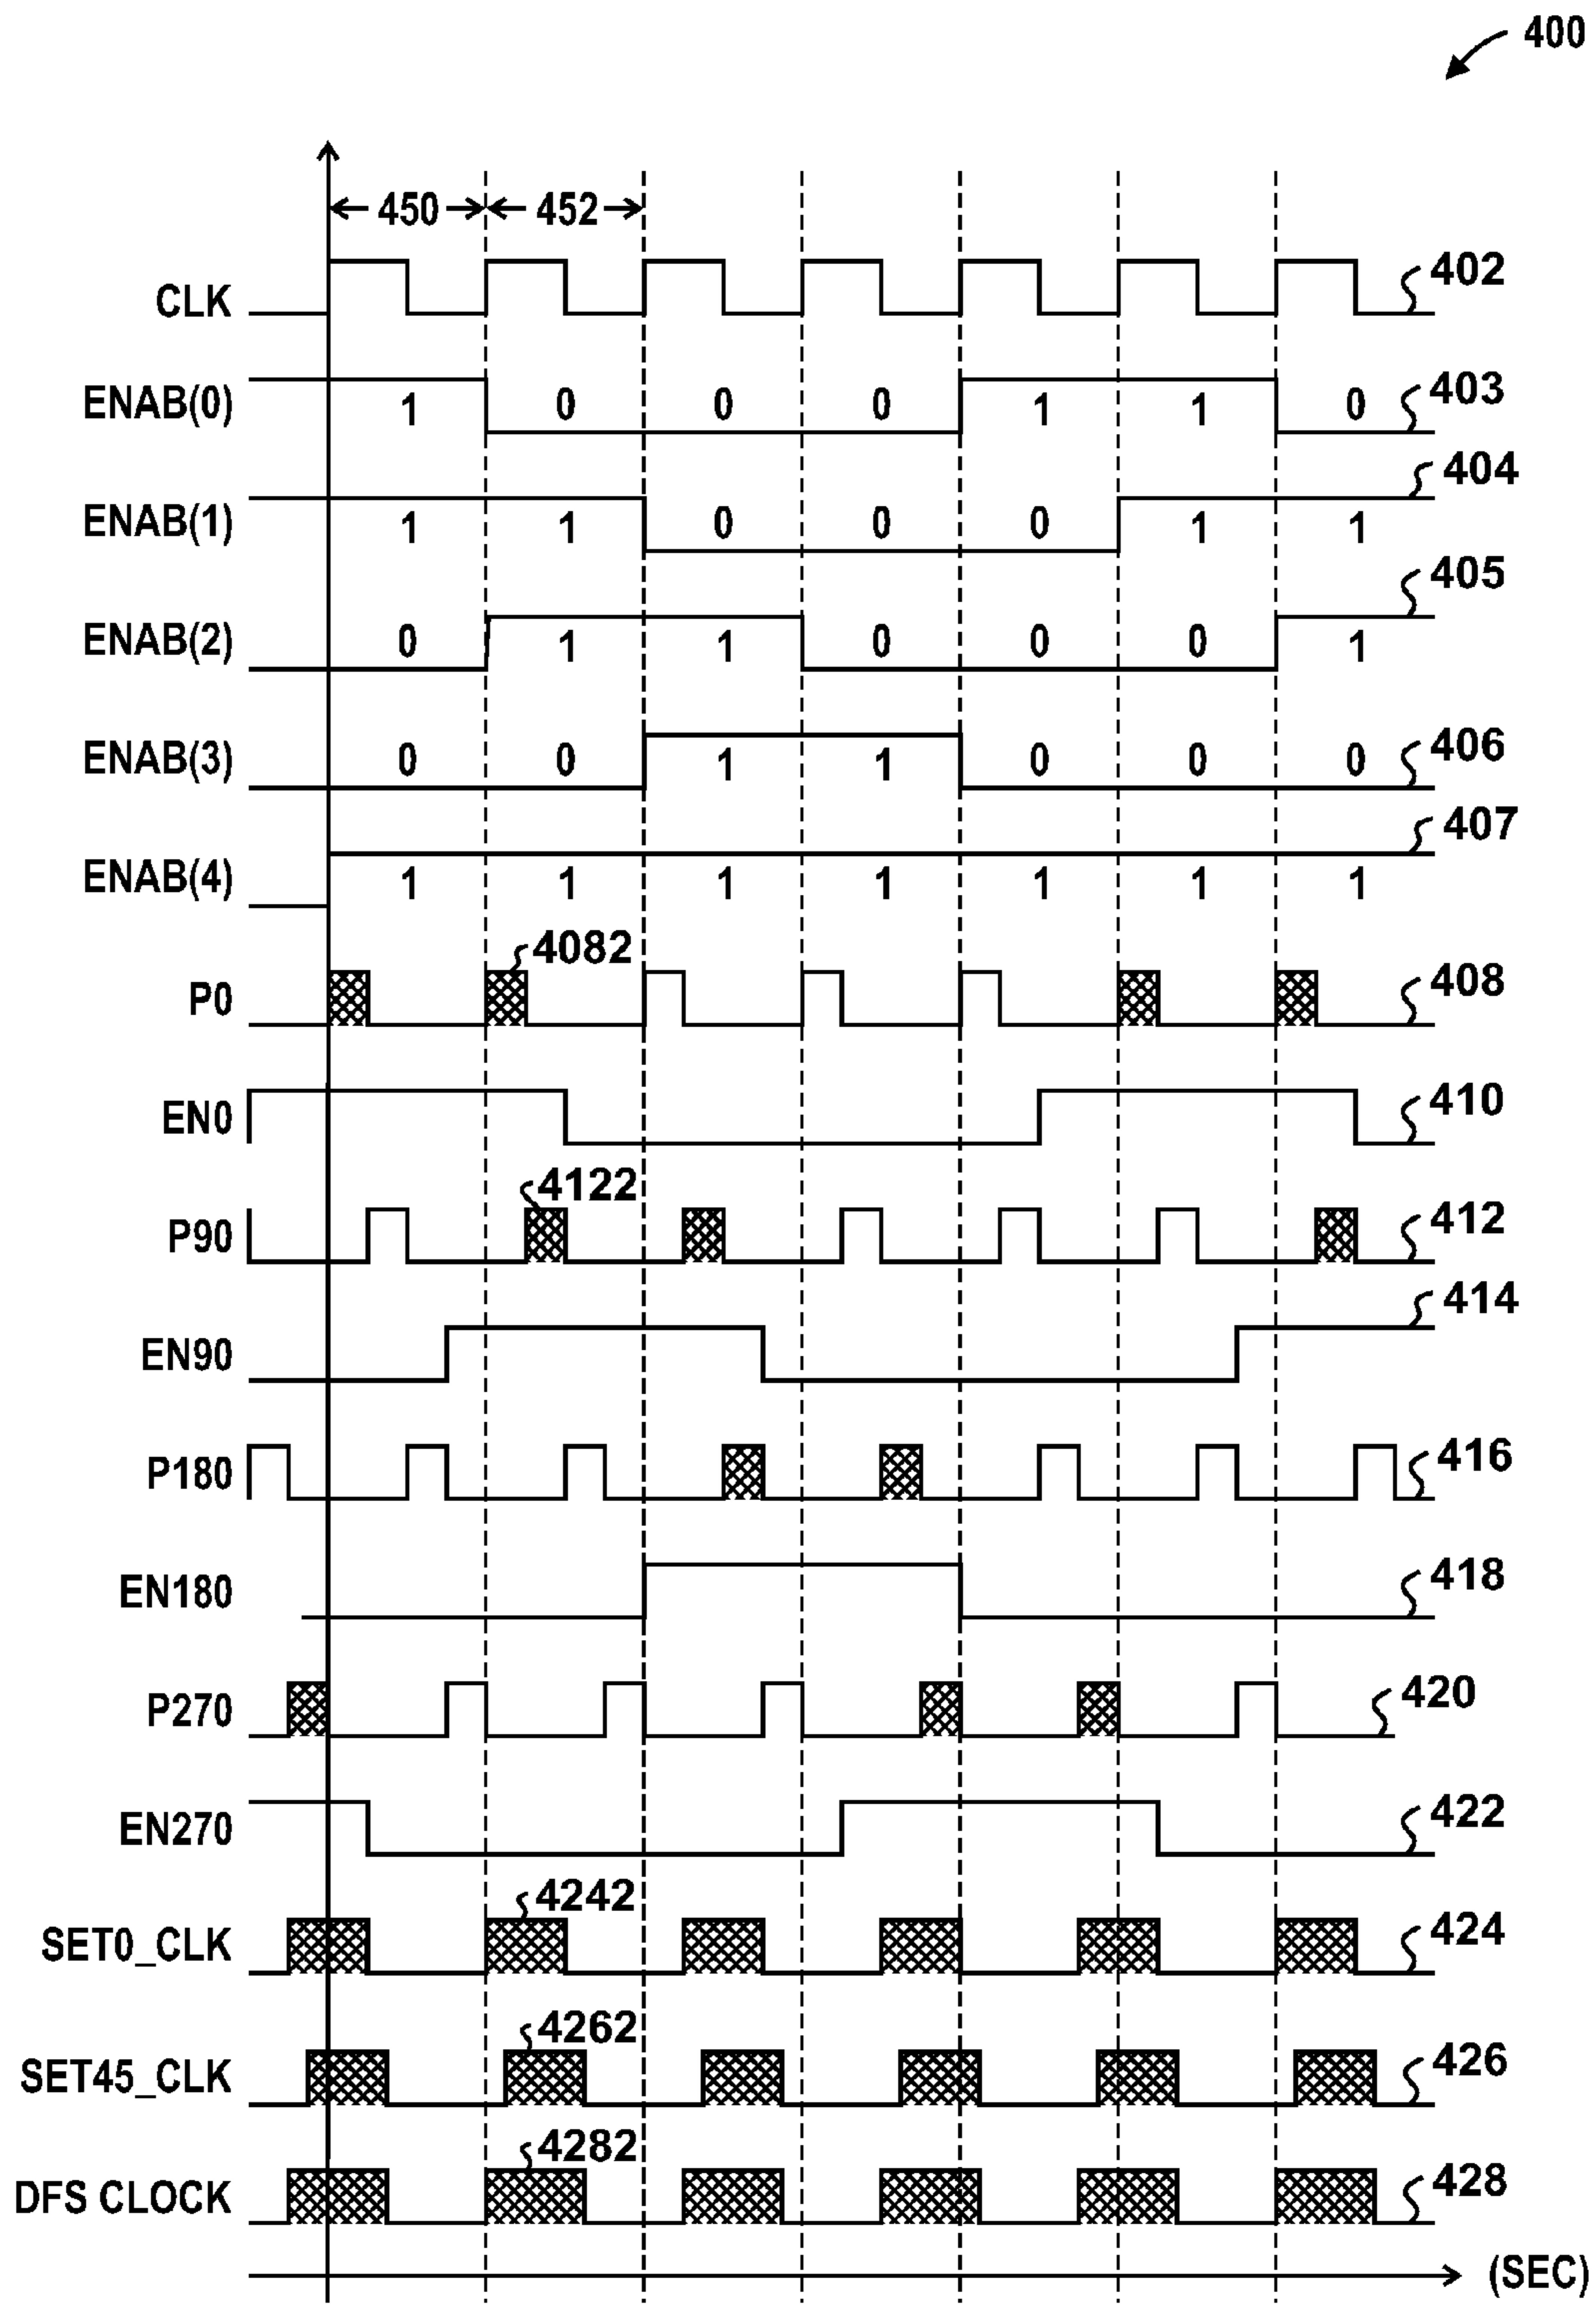 400
450 452
CLK 402
ENAB(0) 1 0 0 0 1 1 0 403
404
ENAB(1) 1 1 0 0 0 1 1
405
ENAB(2) 0 1 1 0 0 0 1
ENAB(3) 0 0 1 1 0 0 0 406
407
ENAB(4) 1 1 1 1 1 1 1
4082
P0 408
EN0 410
4122
P90 412
414
EN90
P180 416
EN180 418
P270 420
EN270 422
4242
SET0_CLK 424
4262
SET45_CLK 426
4282
DFS CLOCK 428
(SEC)